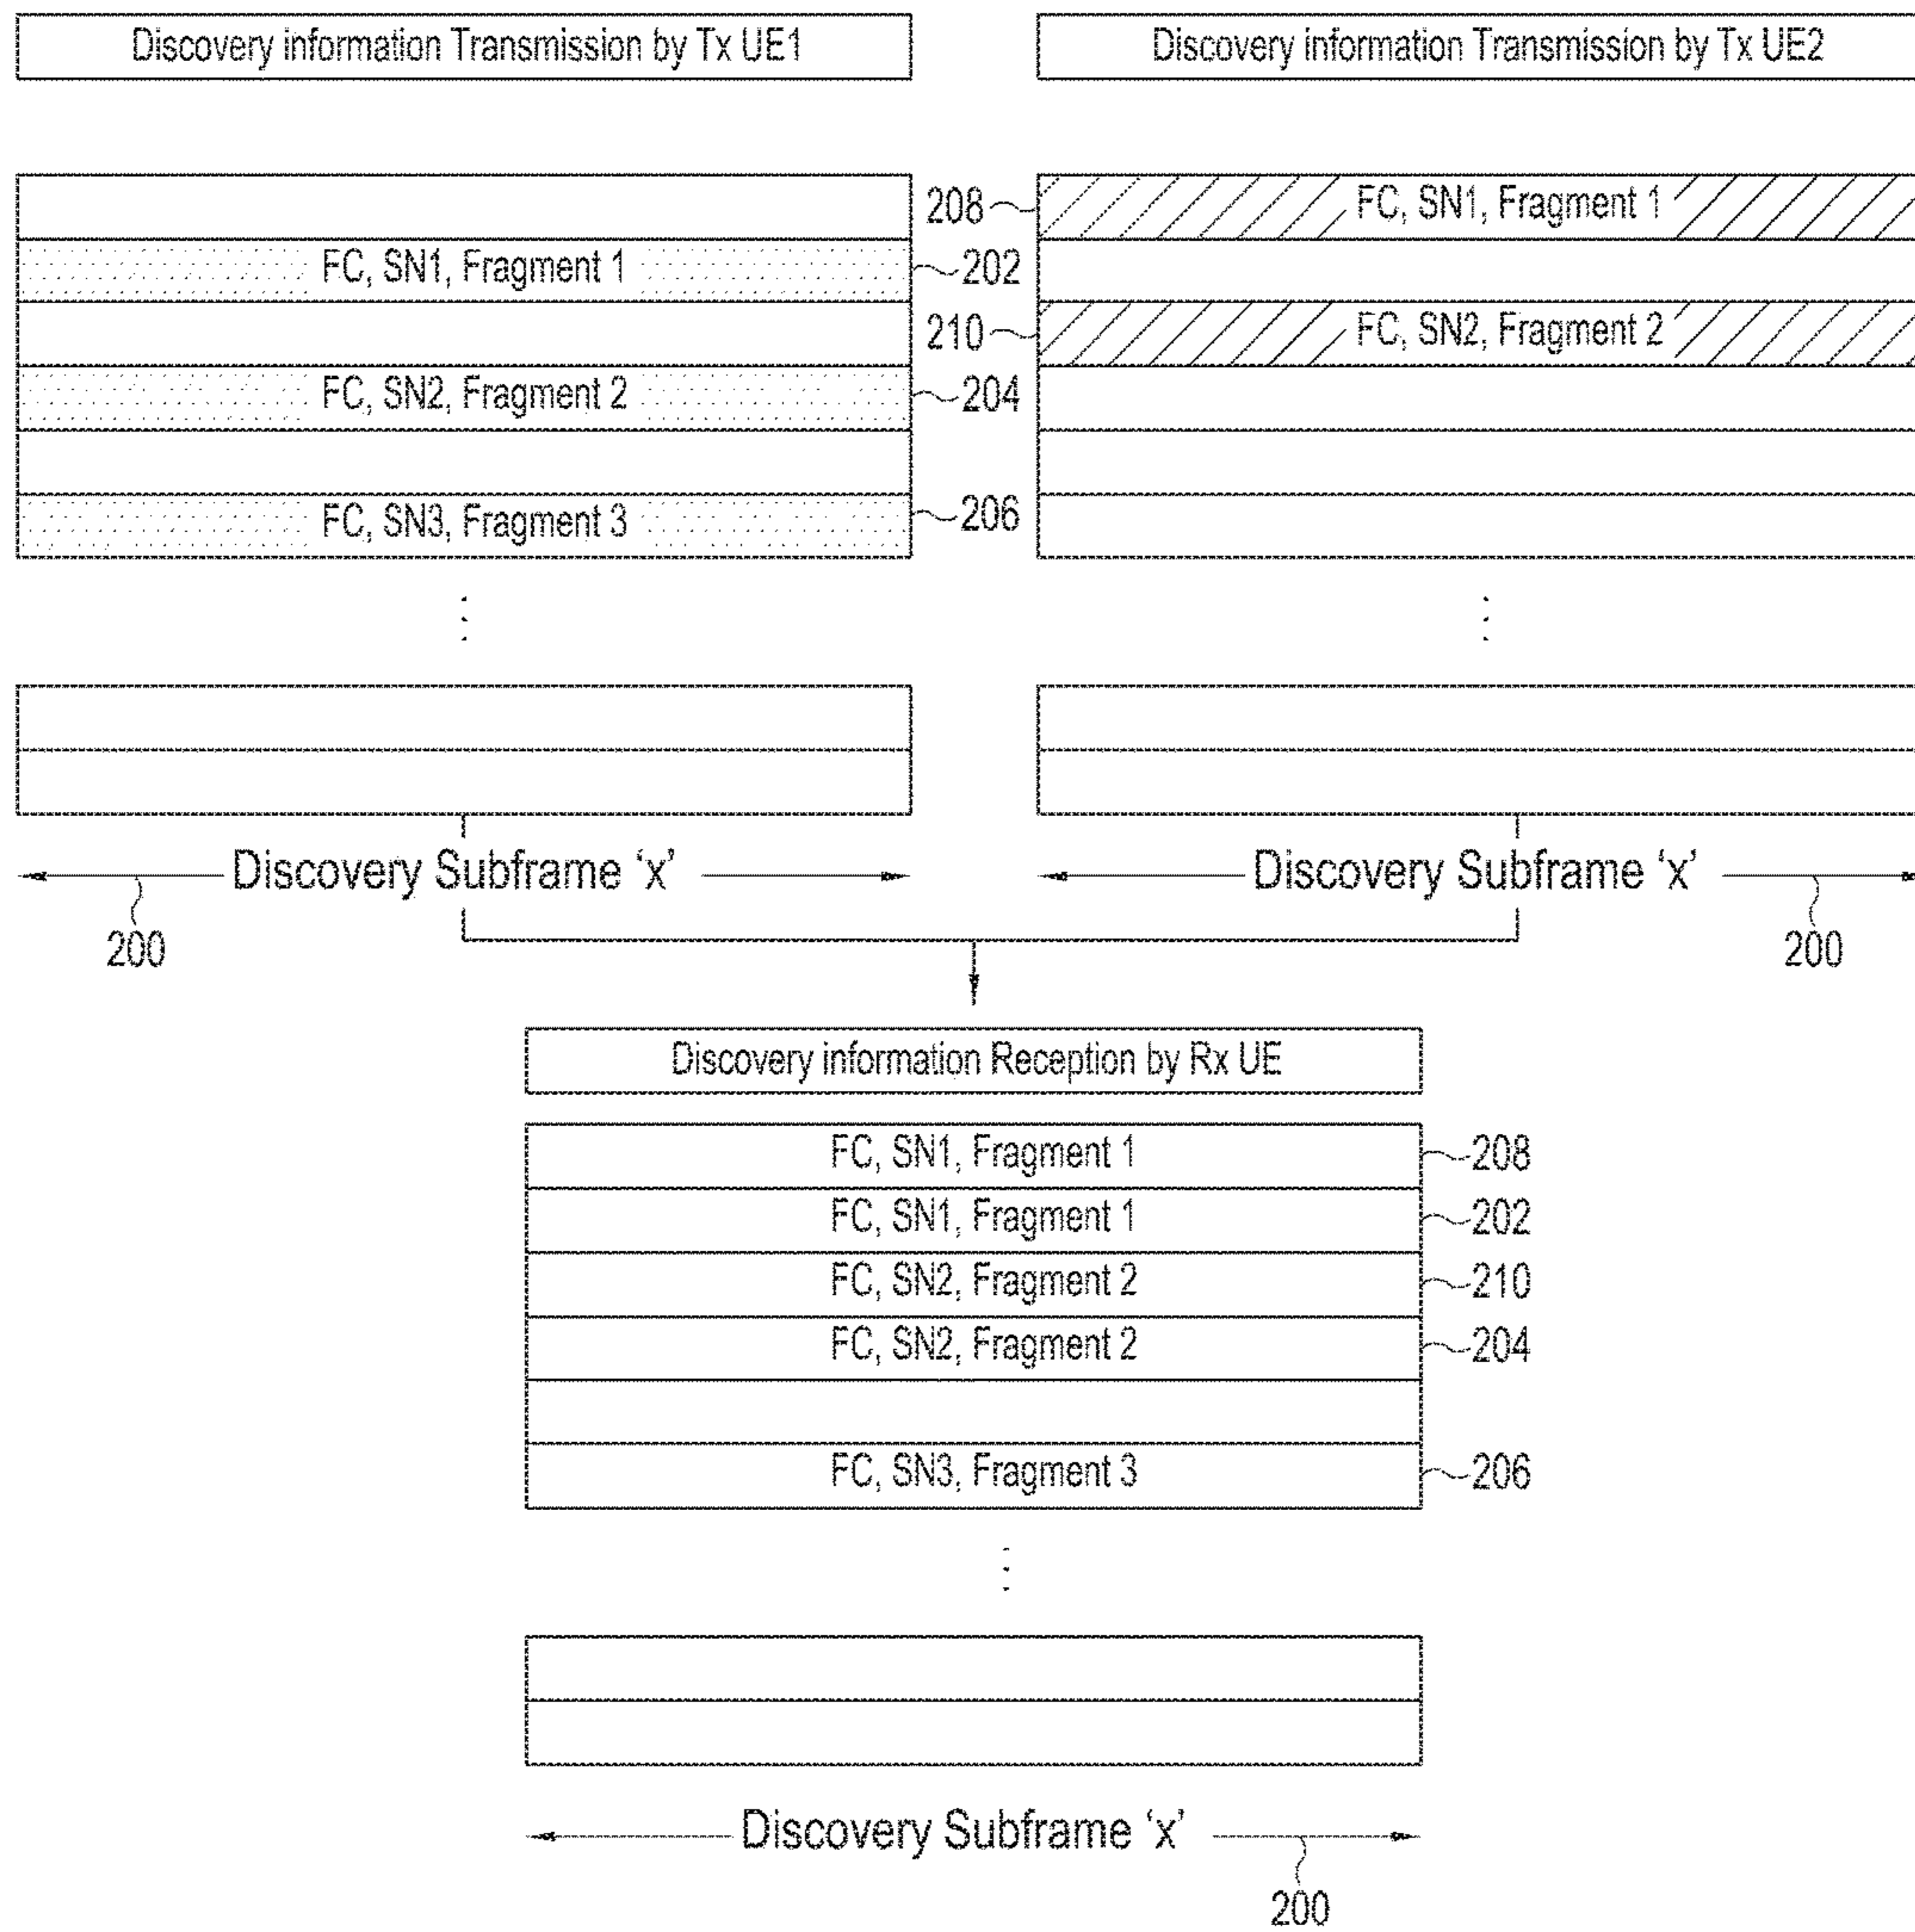 Discovery information Transmission by Tx UE1
Discovery information Transmission by Tx UE2
208 FC, SN1, Fragment 1
FC, SN1, Fragment 1 202
210 FC, SN2, Fragment 2
FC, SN2, Fragment 2 204
FC, SN3, Fragment 3 206
Discovery Subframe ‘x’
200
Discovery Subframe ‘x’
200
Discovery information Reception by Rx UE
FC, SN1, Fragment 1 208
FC, SN1, Fragment 1 202
FC, SN2, Fragment 2 210
FC, SN2, Fragment 2 204
FC, SN3, Fragment 3 206
Discovery Subframe ‘x’
200